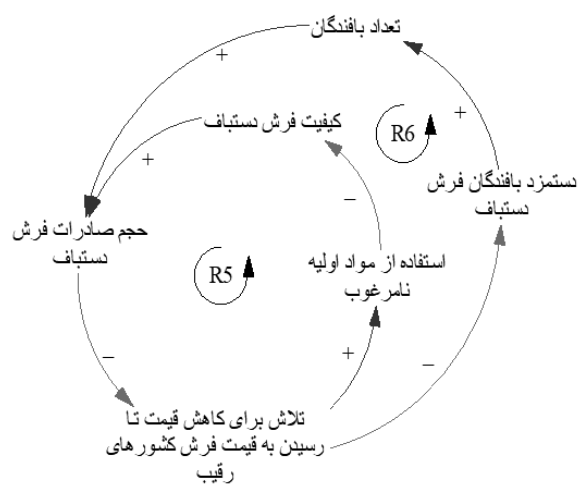 تعداد بافندگان
+
+
کیفیت فرش دستباف
R6
+
+
–
دستمزد بافندگان فرش
دستباف
حجم صادرات فرش
دستباف
R5
استفاده از مواد اولیه
نامرغوب
–
+
–
تلاش برای کاهش قیمت تا
رسیدن به قیمت فرش کشورهای
رقیب